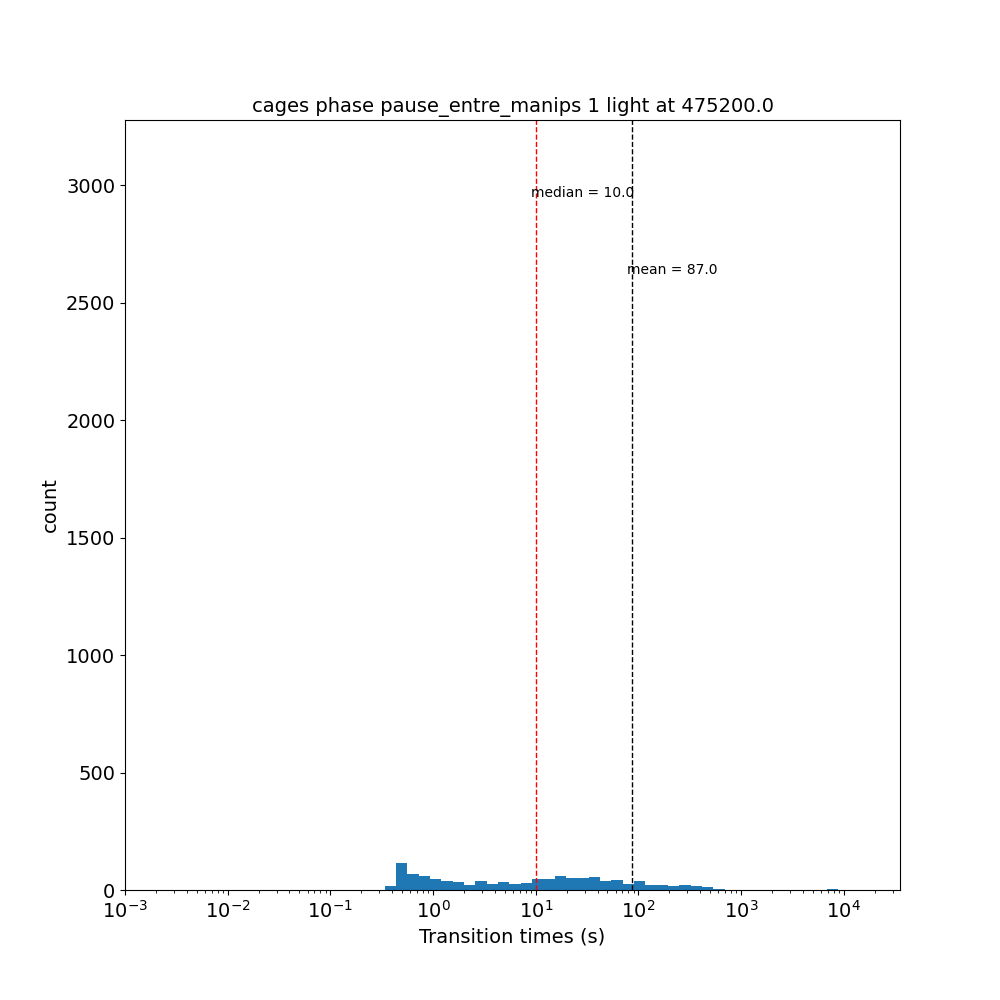 cages phase pause_entre_manips 1 light at 475200.0
3000
median = 10.0
mean = 87.0
2500
2000
count
1500
1000
500
0
10⁻³ 10⁻² 10⁻¹ 10⁰ 10¹ 10² 10³ 10⁴
Transition times (s)